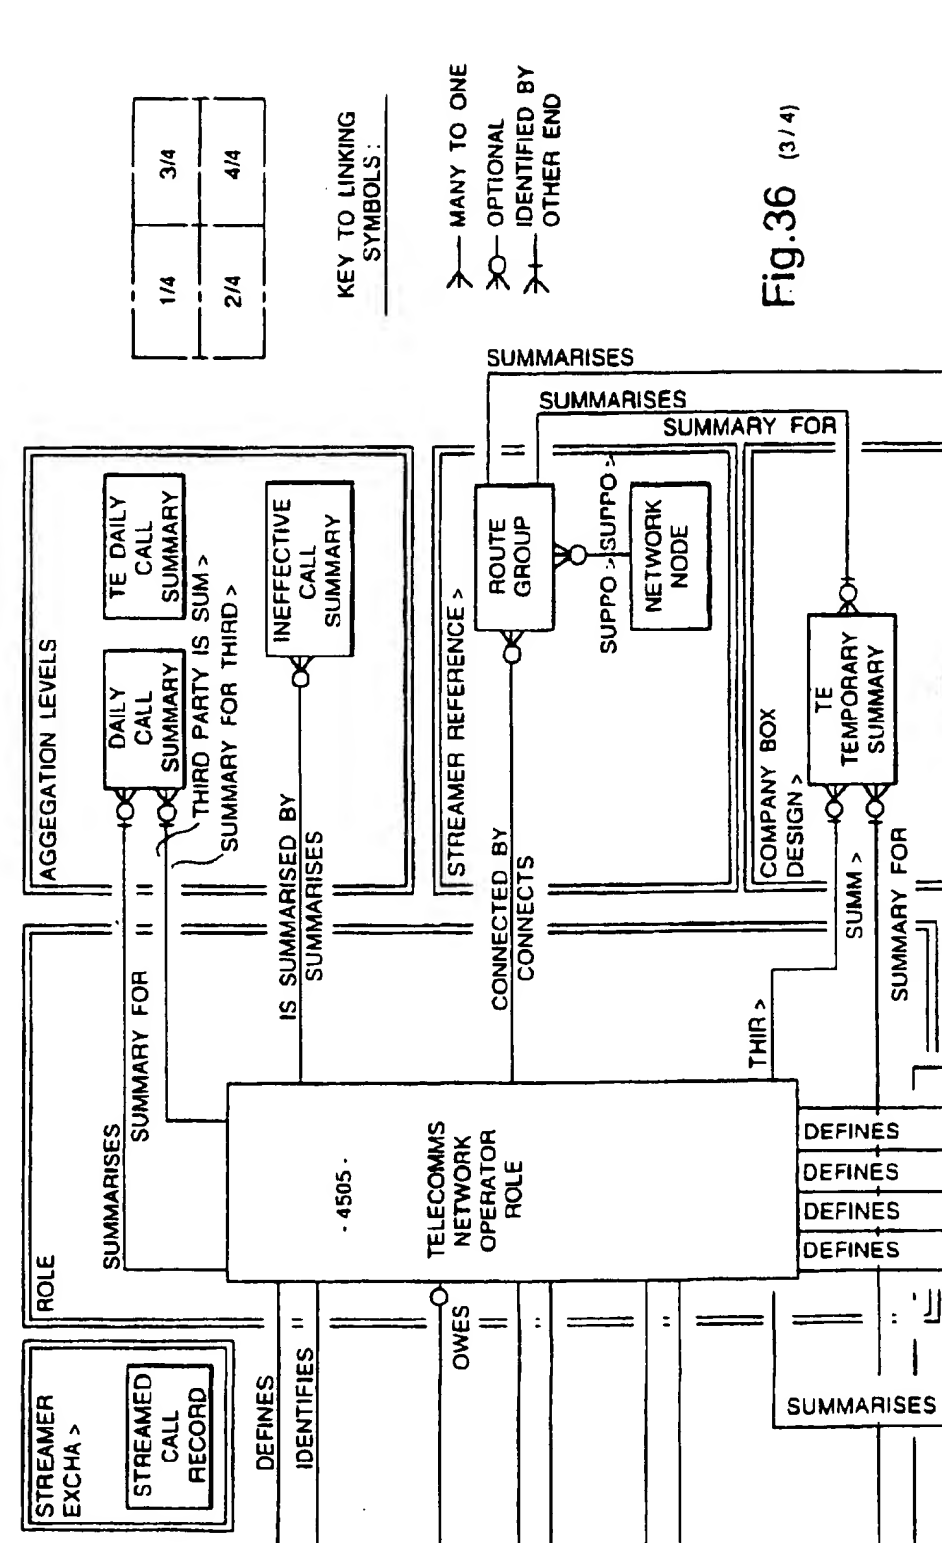 1/4
3/4
2/4
4/4
KEY TO LINKING
SYMBOLS:
MANY TO ONE
OPTIONAL
IDENTIFIED BY
OTHER END
Fig.36 (3/4)
STREAMER
EXCHA >
STREAMED
CALL
RECORD
ROLE
SUMMARISES
SUMMARY FOR
AGGEGATION LEVELS
DAILY
CALL
SUMMARY
TE DAILY
CALL
SUMMARY
THIRD PARTY IS SUM >
SUMMARY FOR THIRD >
INEFFECTIVE
CALL
SUMMARY
IS SUMMARISED BY
SUMMARISES
- 4505 -
TELECOMMS
NETWORK
OPERATOR
ROLE
DEFINES
IDENTIFIES
OWES
STREAMER REFERENCE >
ROUTE
GROUP
CONNECTED BY
CONNECTS
SUPPO >
SUPPO >
NETWORK
NODE
SUMMARISES
SUMMARISES
SUMMARY FOR
COMPANY BOX
DESIGN >
TE
TEMPORARY
SUMMARY
THIR >
SUMM >
SUMMARY FOR
DEFINES
DEFINES
DEFINES
DEFINES
SUMMARISES